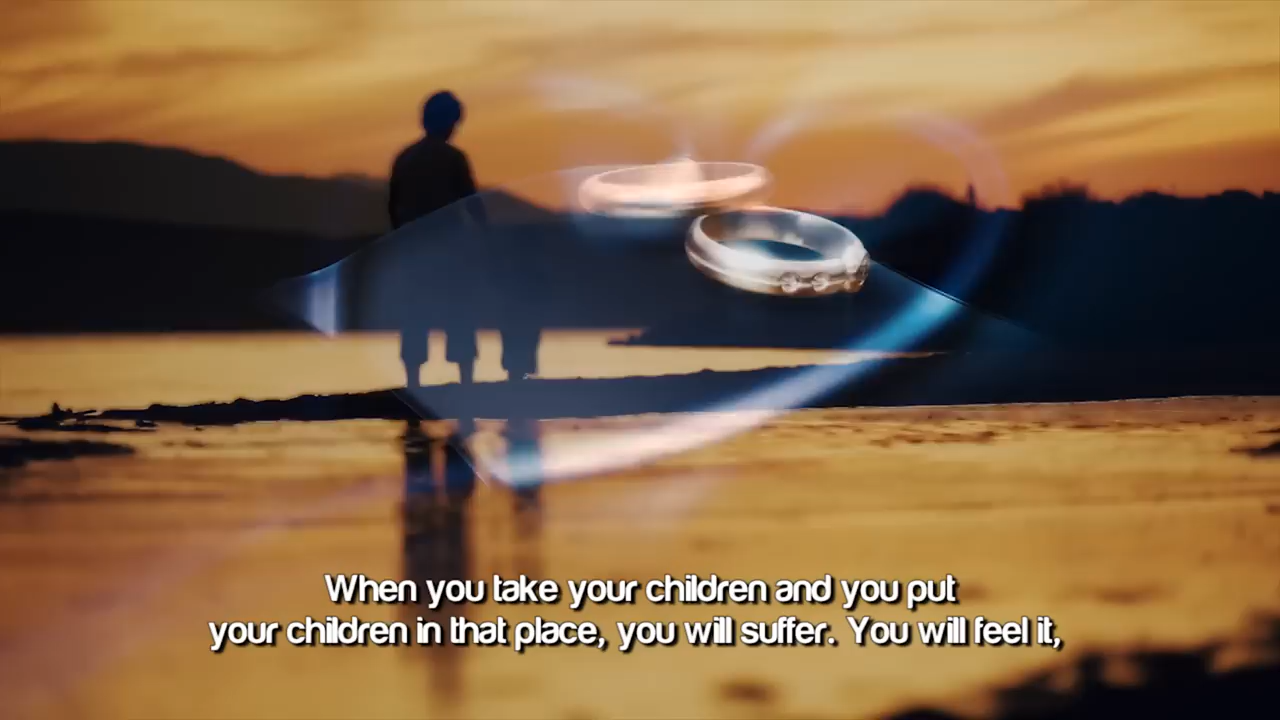 When you take your children and you put
your children in that place, you will suffer. You will feel it,